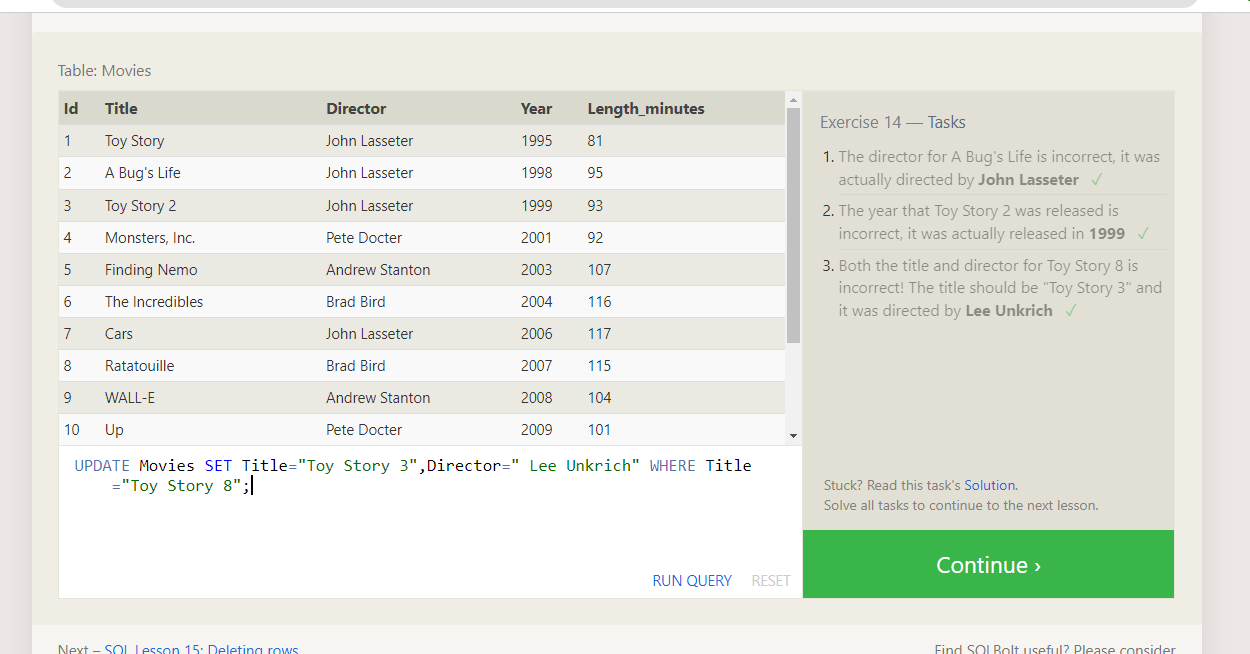 Table: Movies
Id Title Director Year Length_minutes
1 Toy Story John Lasseter 1995 81
2 A Bug's Life John Lasseter 1998 95
3 Toy Story 2 John Lasseter 1999 93
4 Monsters, Inc. Pete Docter 2001 92
5 Finding Nemo Andrew Stanton 2003 107
6 The Incredibles Brad Bird 2004 116
7 Cars John Lasseter 2006 117
8 Ratatouille Brad Bird 2007 115
9 WALL-E Andrew Stanton 2008 104
10 Up Pete Docter 2009 101
UPDATE Movies SET Title="Toy Story 3",Director=" Lee Unkrich" WHERE Title
="Toy Story 8";
RUN QUERY RESET
Exercise 14 — Tasks
1. The director for A Bug's Life is incorrect, it was
actually directed by John Lasseter ✓
2. The year that Toy Story 2 was released is
incorrect, it was actually released in 1999 ✓
3. Both the title and director for Toy Story 8 is
incorrect! The title should be "Toy Story 3" and
it was directed by Lee Unkrich ✓
Stuck? Read this task's Solution.
Solve all tasks to continue to the next lesson.
Continue ›
Next – SQL Lesson 15: Deleting rows
Find SQLBolt useful? Please consider